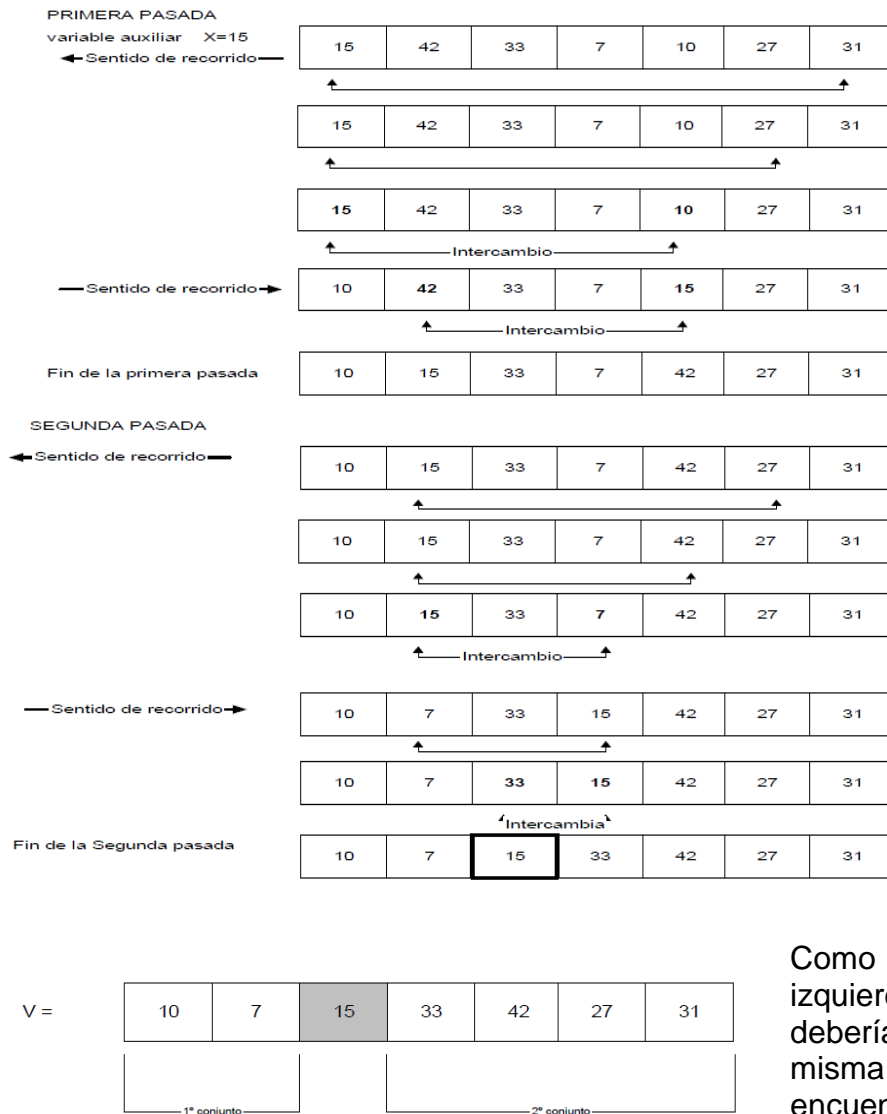 PRIMERA PASADA
variable auxiliar X=15
15 42 33 7 10 27 31
Sentido de recorrido
15 42 33 7 10 27 31
15 42 33 7 10 27 31
Intercambio
Sentido de recorrido
10 42 33 7 15 27 31
Intercambio
Fin de la primera pasada
10 15 33 7 42 27 31
SEGUNDA PASADA
Sentido de recorrido
10 15 33 7 42 27 31
10 15 33 7 42 27 31
10 15 33 7 42 27 31
Intercambio
Sentido de recorrido
10 7 33 15 42 27 31
10 7 33 15 42 27 31
Intercambia
Fin de la Segunda pasada
10 7 15 33 42 27 31
V = 10 7 15 33 42 27 31
1º conjunto 2º conjunto
Como
misma